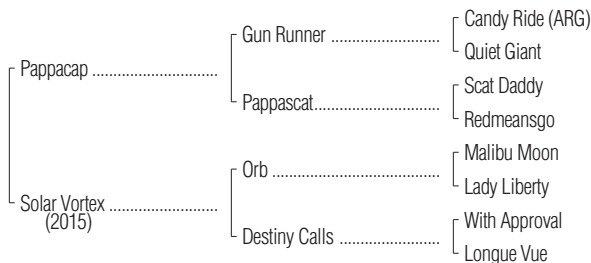 Candy Ride (ARG)
Gun Runner ..............................
Quiet Giant
Pappacap ..................................
Scat Daddy
Pappascat..................................
Redmeansgo
Malibu Moon
Orb .............................................
Lady Liberty
Solar Vortex .............................
(2015)
With Approval
Destiny Calls ...........................
Longue Vue